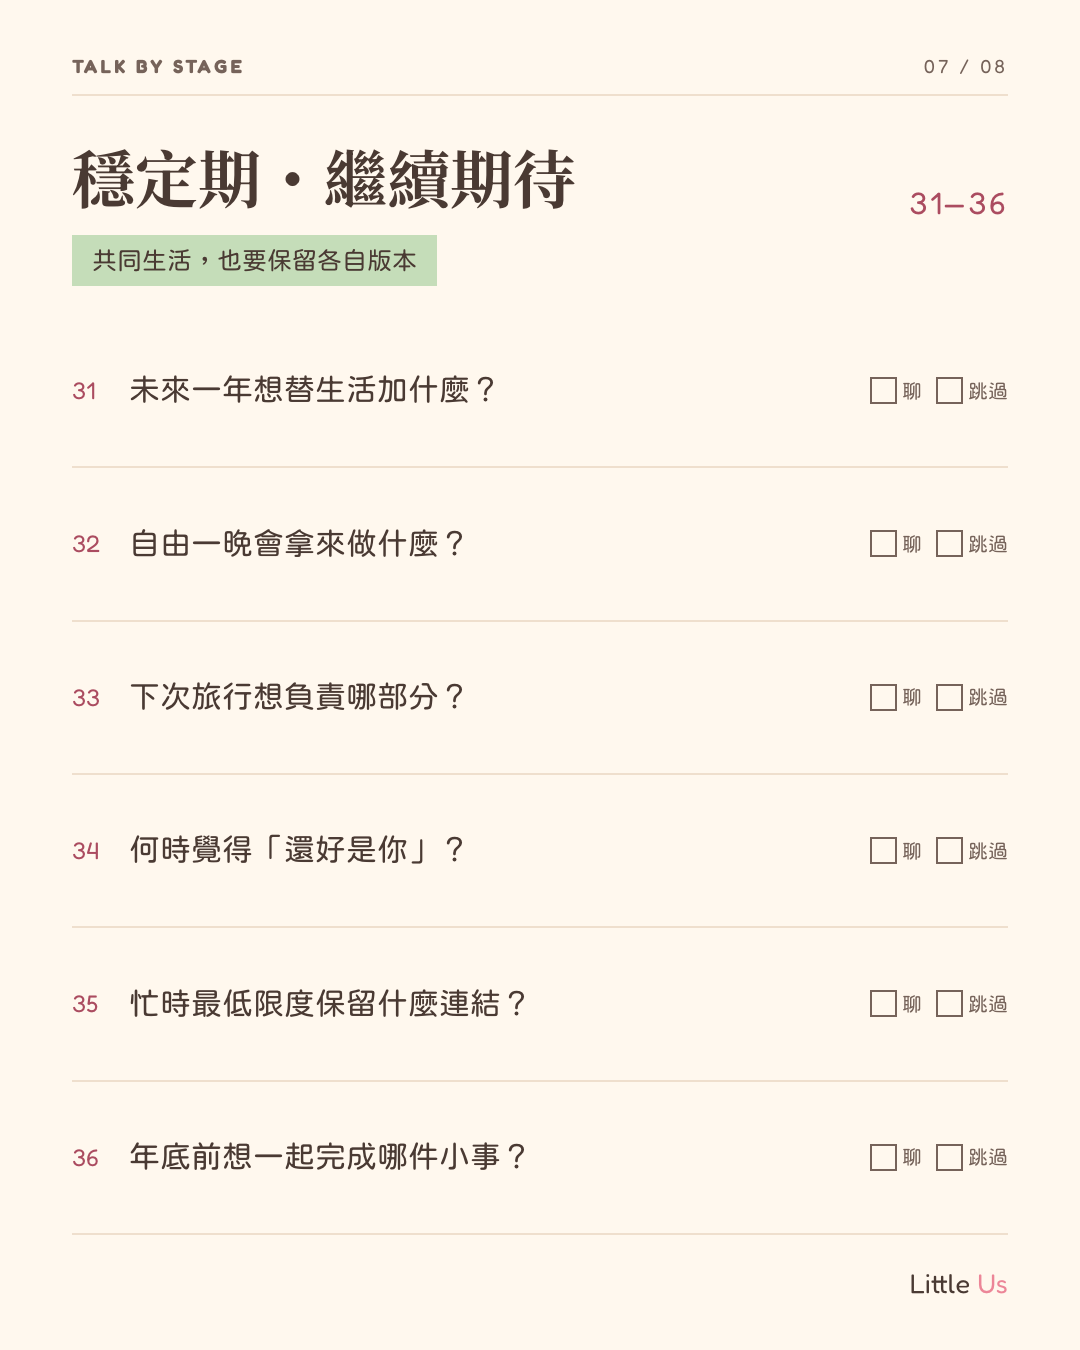 TALK BY STAGE 07 / 08
穩定期・繼續期待 31—36
共同生活，也要保留各自版本
31 未來一年想替生活加什麼？ 聊 跳過
32 自由一晚會拿來做什麼？ 聊 跳過
33 下次旅行想負責哪部分？ 聊 跳過
34 何時覺得「還好是你」？ 聊 跳過
35 忙時最低限度保留什麼連結？ 聊 跳過
36 年底前想一起完成哪件小事？ 聊 跳過
Little Us